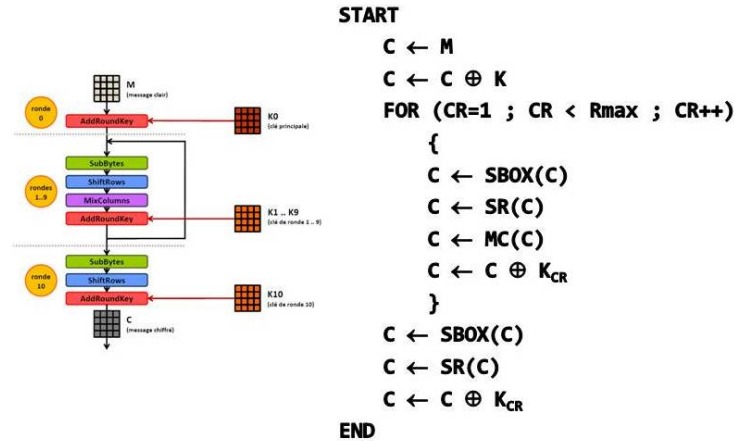 M
(message clair)
ronde
0
AddRoundKey
K0
(clé principale)
SubBytes
ShiftRows
MixColumns
AddRoundKey
rondes
1..9
K1 .. K9
(clé de ronde 1 .. 9)
SubBytes
ShiftRows
AddRoundKey
ronde
10
K10
(clé de ronde 10)
C
(message chiffré)
START
C ← M
C ← C ⊕ K
FOR (CR=1 ; CR < Rmax ; CR++)
{
C ← SBOX(C)
C ← SR(C)
C ← MC(C)
C ← C ⊕ K_CR
}
C ← SBOX(C)
C ← SR(C)
C ← C ⊕ K_CR
END